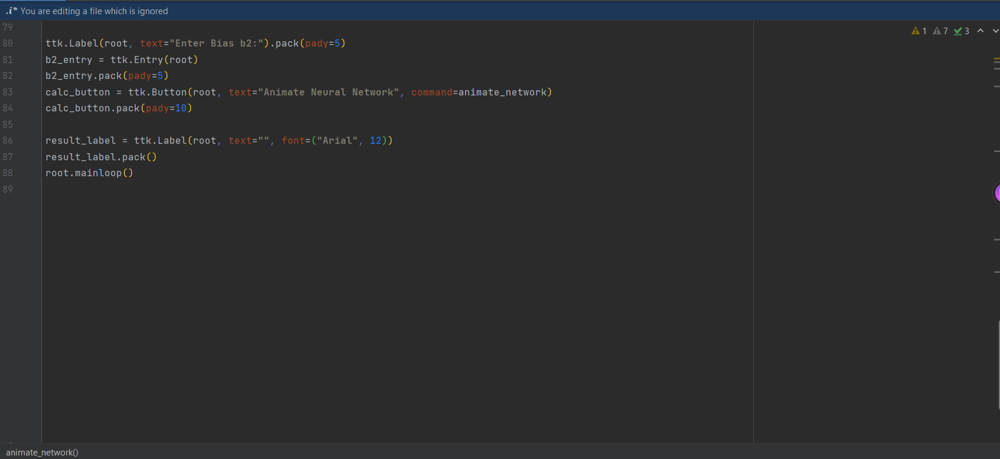 .i* You are editing a file which is ignored
1 7 3
79
80 ttk.Label(root, text="Enter Bias b2:").pack(pady=5)
81 b2_entry = ttk.Entry(root)
82 b2_entry.pack(pady=5)
83 calc_button = ttk.Button(root, text="Animate Neural Network", command=animate_network)
84 calc_button.pack(pady=10)
85
86 result_label = ttk.Label(root, text="", font=("Arial", 12))
87 result_label.pack()
88 root.mainloop()
89
animate_network()